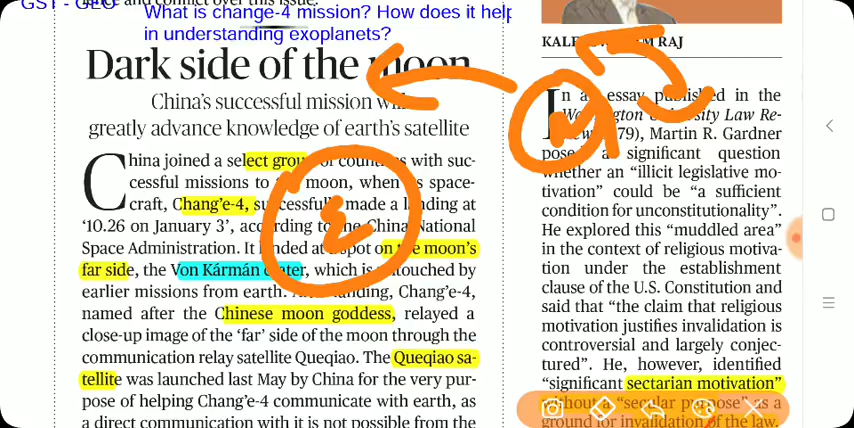 GST - GEO
What is change-4 mission? How does it help
in understanding exoplanets?
Dark side of the moon
China's successful mission will
greatly advance knowledge of earth's satellite
China joined a select group of countries with suc-
cessful missions to the moon, when its space-
craft, Chang'e-4, successfully made a landing at
'10.26 on January 3', according to the China National
Space Administration. It landed at a spot on the moon's
far side, the Von Kármán crater, which is untouched by
earlier missions from earth. landing, Chang'e-4,
named after the Chinese moon goddess, relayed a
close-up image of the 'far' side of the moon through the
communication relay satellite Queqiao. The Queqiao sa-
tellite was launched last May by China for the very pur-
pose of helping Chang'e-4 communicate with earth, as
a direct communication with it is not possible from the
KALE RAJ
In an essay published in the
Washington University Law Re-
view (1979), Martin R. Gardner
posed a significant question
whether an "illicit legislative mo-
tivation" could be "a sufficient
condition for unconstitutionality".
He explored this "muddled area"
in the context of religious motiva-
tion under the establishment
clause of the U.S. Constitution and
said that "the claim that religious
motivation justifies invalidation is
controversial and largely conjec-
tured". He, however, identified
"significant sectarian motivation"
without a "secular purpose" as a
ground for invalidation of the law.